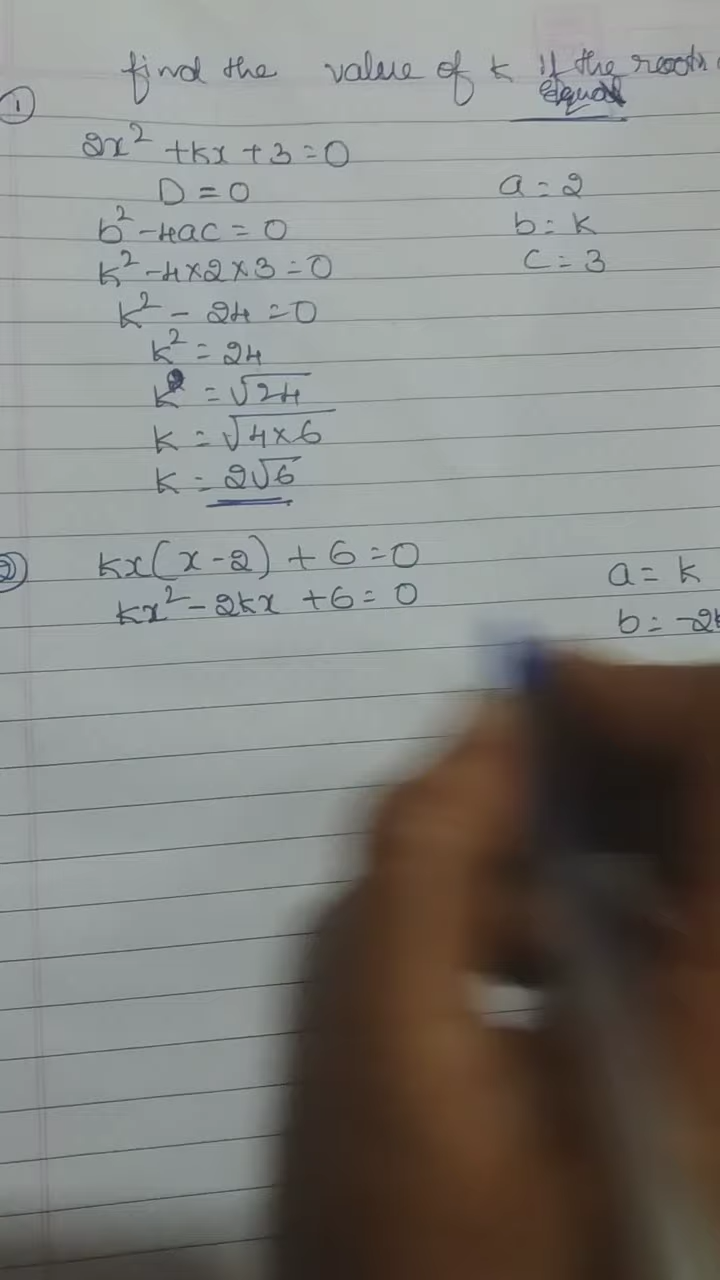 find the value of k if the roots
equal
①
2x² + kx + 3 = 0
D = 0
a = 2
b² - 4ac = 0
b = k
k² - 4×2×3 = 0
c = 3
k² - 24 = 0
k² = 24
k = √24
k = √4×6
k = 2√6
②
kx(x-2) + 6 = 0
a = k
kx² - 2kx + 6 = 0
b = -2k